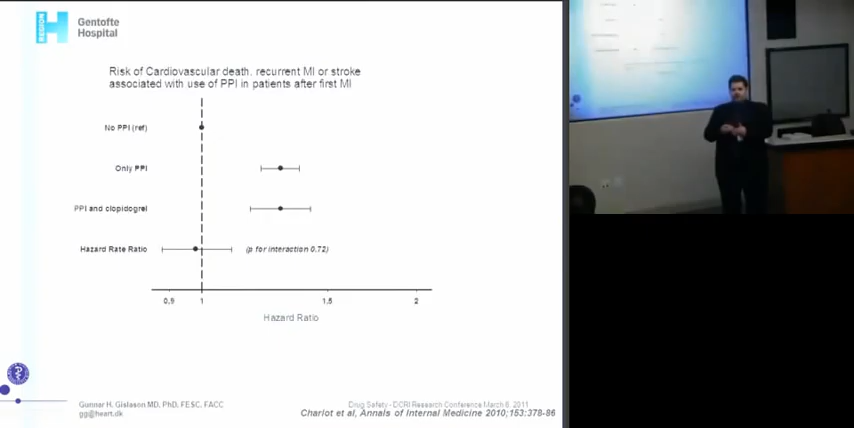 REGION
H
Gentofte
Hospital
Risk of Cardiovascular death, recurrent MI or stroke
associated with use of PPI in patients after first MI
No PPI (ref)
Only PPI
PPI and clopidogrel
Hazard Rate Ratio
(p for interaction 0.72)
0,9 1 1,5 2
Hazard Ratio
Gunnar H. Gislason MD, PhD, FESC, FACC
gg@heart.dk
Drug Safety - DCRI Research Conference March 8, 2011
Charlot et al, Annals of Internal Medicine 2010;153:378-86